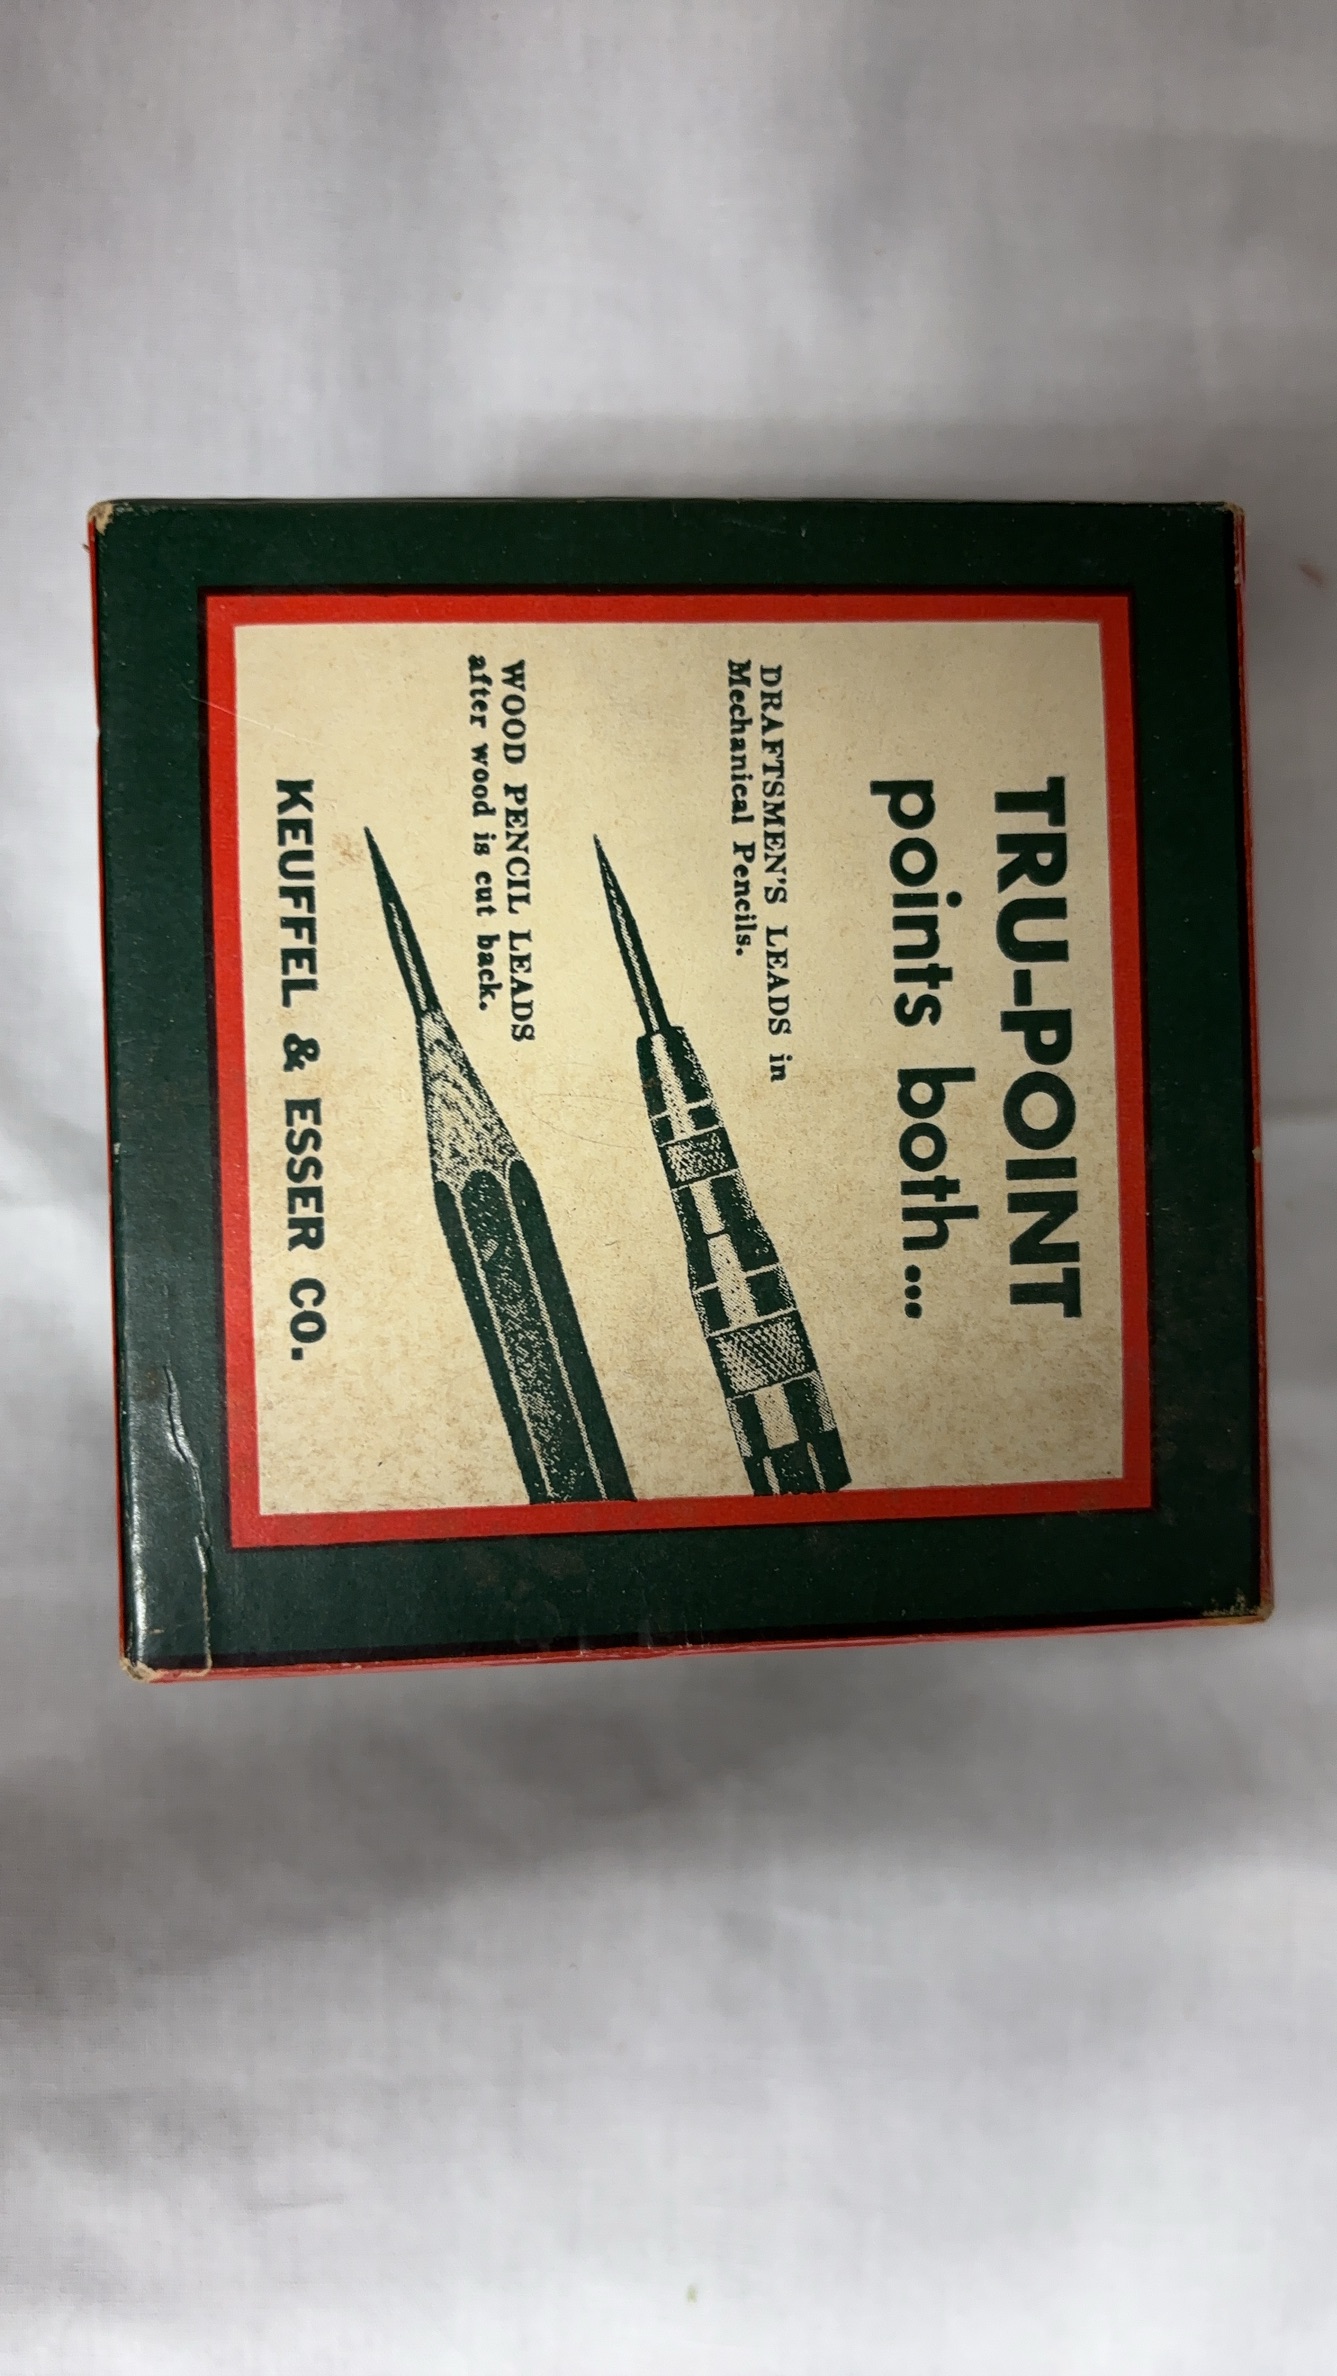 TRU-POINT
points both...
DRAFTSMEN'S LEADS in
Mechanical Pencils.
WOOD PENCIL LEADS
after wood is cut back.
KEUFFEL & ESSER CO.